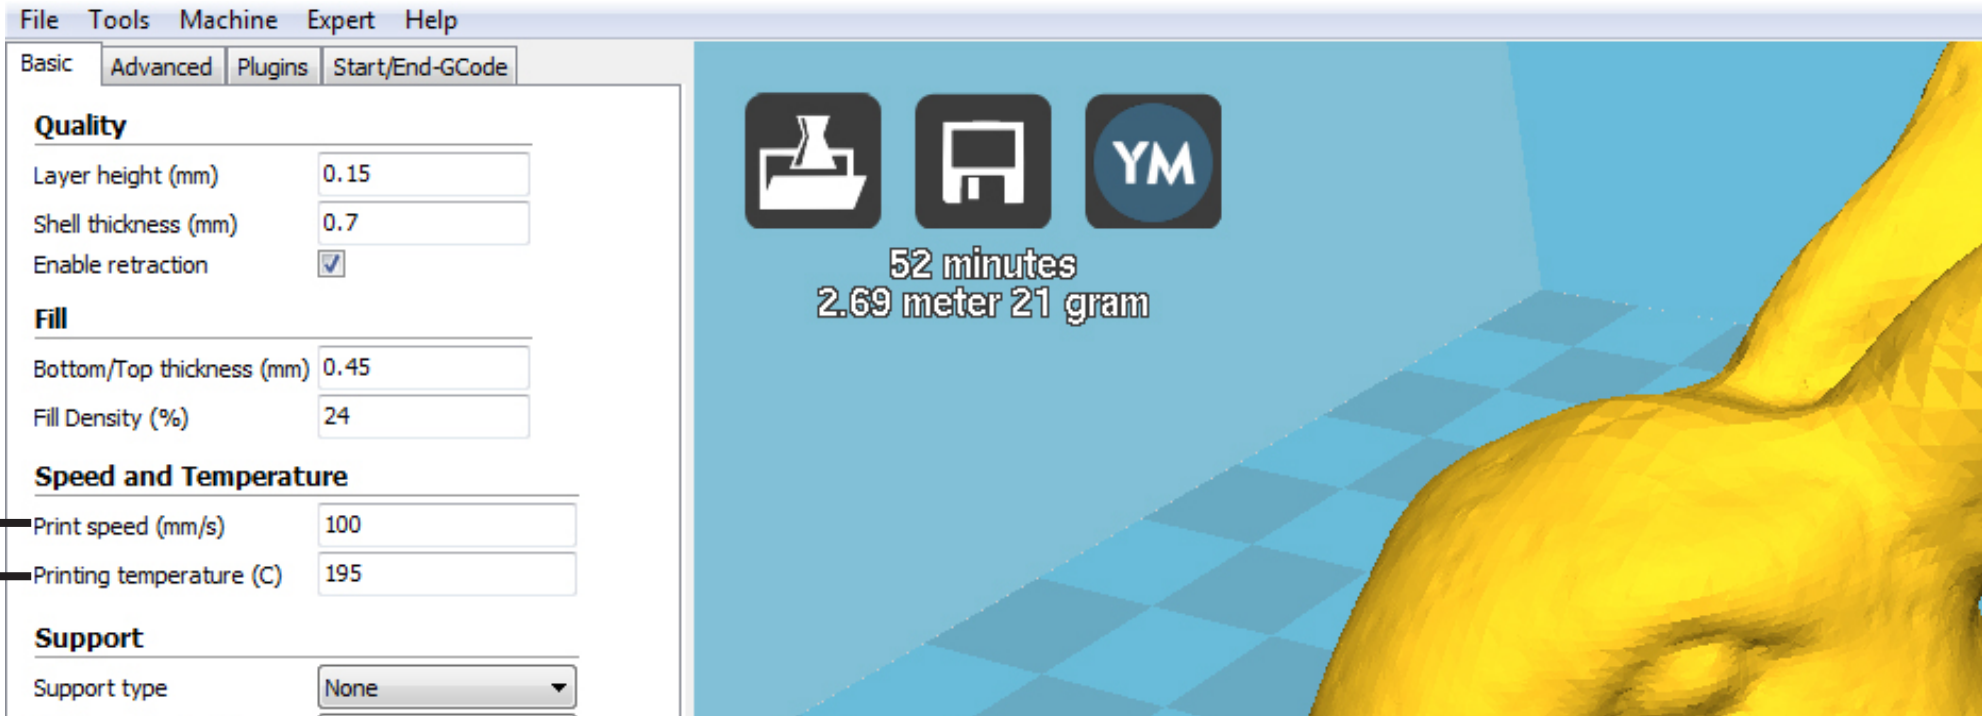 File Tools Machine Expert Help
Basic Advanced Plugins Start/End-GCode
Quality
Layer height (mm) 0.15
Shell thickness (mm) 0.7
Enable retraction
Fill
Bottom/Top thickness (mm) 0.45
Fill Density (%) 24
Speed and Temperature
Print speed (mm/s) 100
Printing temperature (C) 195
Support
Support type None
YM
52 minutes
2.69 meter 21 gram